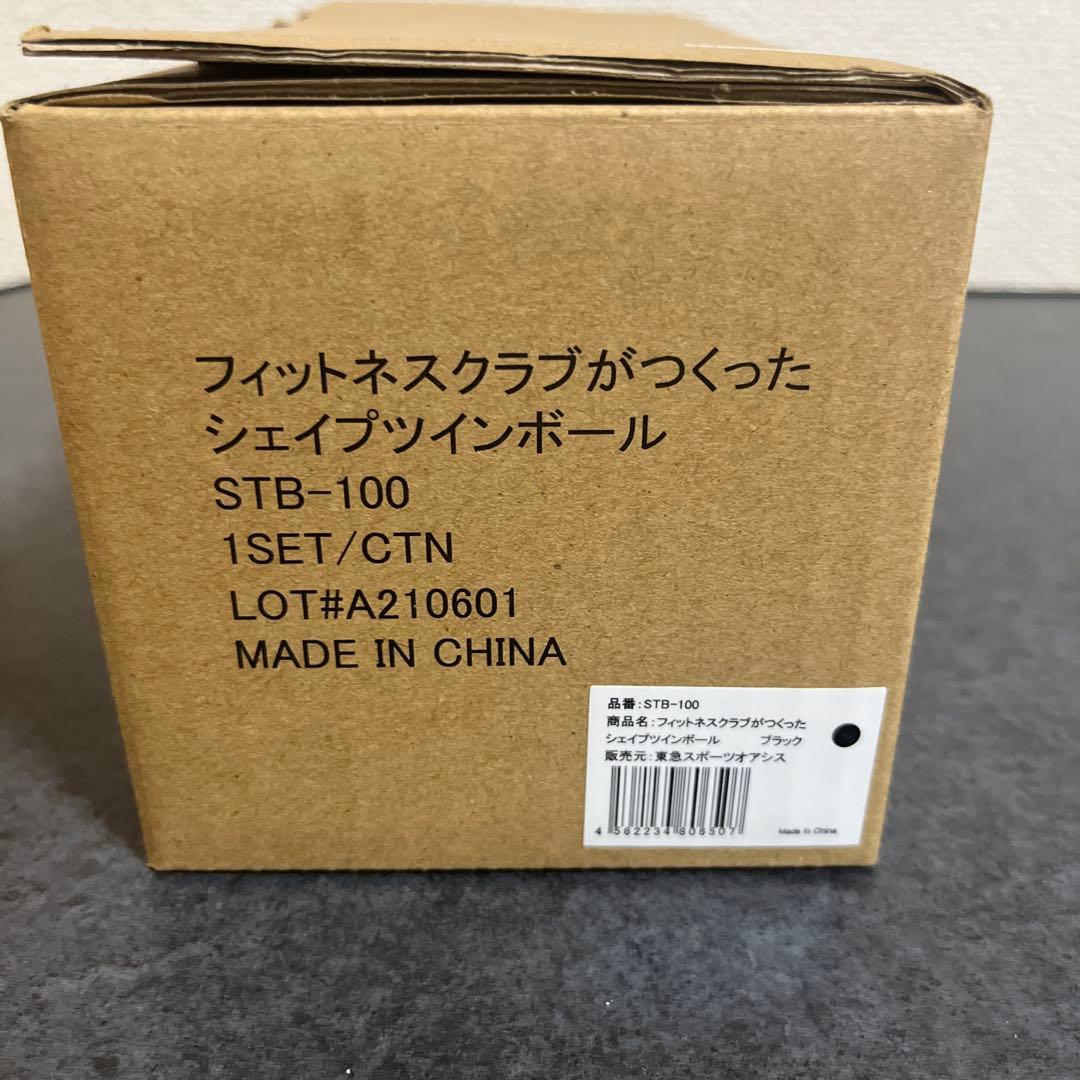 フィットネスクラブがつくった
シェイプツインボール
STB-100
1SET/CTN
LOT#A210601
MADE IN CHINA
品番:STB-100
商品名:フィットネスクラブがつくった
シェイプツインボール ブラック
販売元:東急スポーツオアシス
4 562234 806507
Made in China